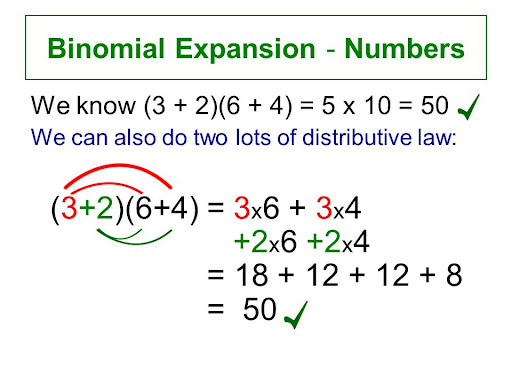 Binomial Expansion - Numbers
We know (3 + 2)(6 + 4) = 5 x 10 = 50 ✓
We can also do two lots of distributive law:
(3+2)(6+4) = 3x6 + 3x4
+2x6 +2x4
= 18 + 12 + 12 + 8
= 50 ✓